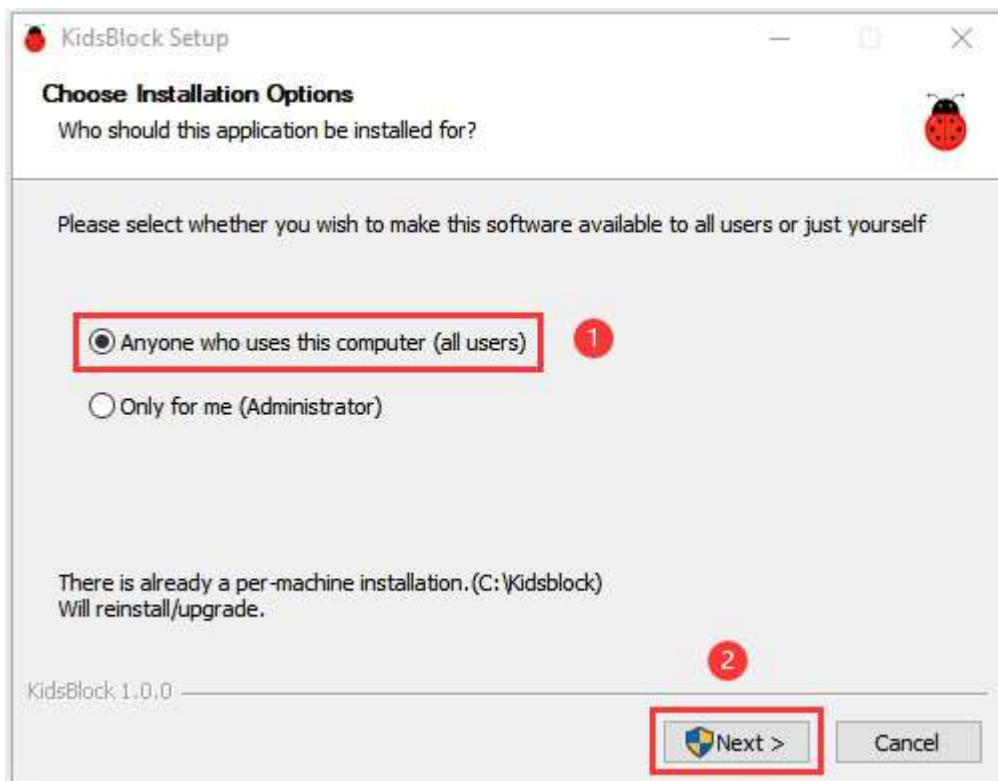 KidsBlock Setup
Choose Installation Options
Who should this application be installed for?
Please select whether you wish to make this software available to all users or just yourself
Anyone who uses this computer (all users)
1
Only for me (Administrator)
There is already a per-machine installation.(C:\Kidsblock)
Will reinstall/upgrade.
2
KidsBlock 1.0.0
Next >
Cancel